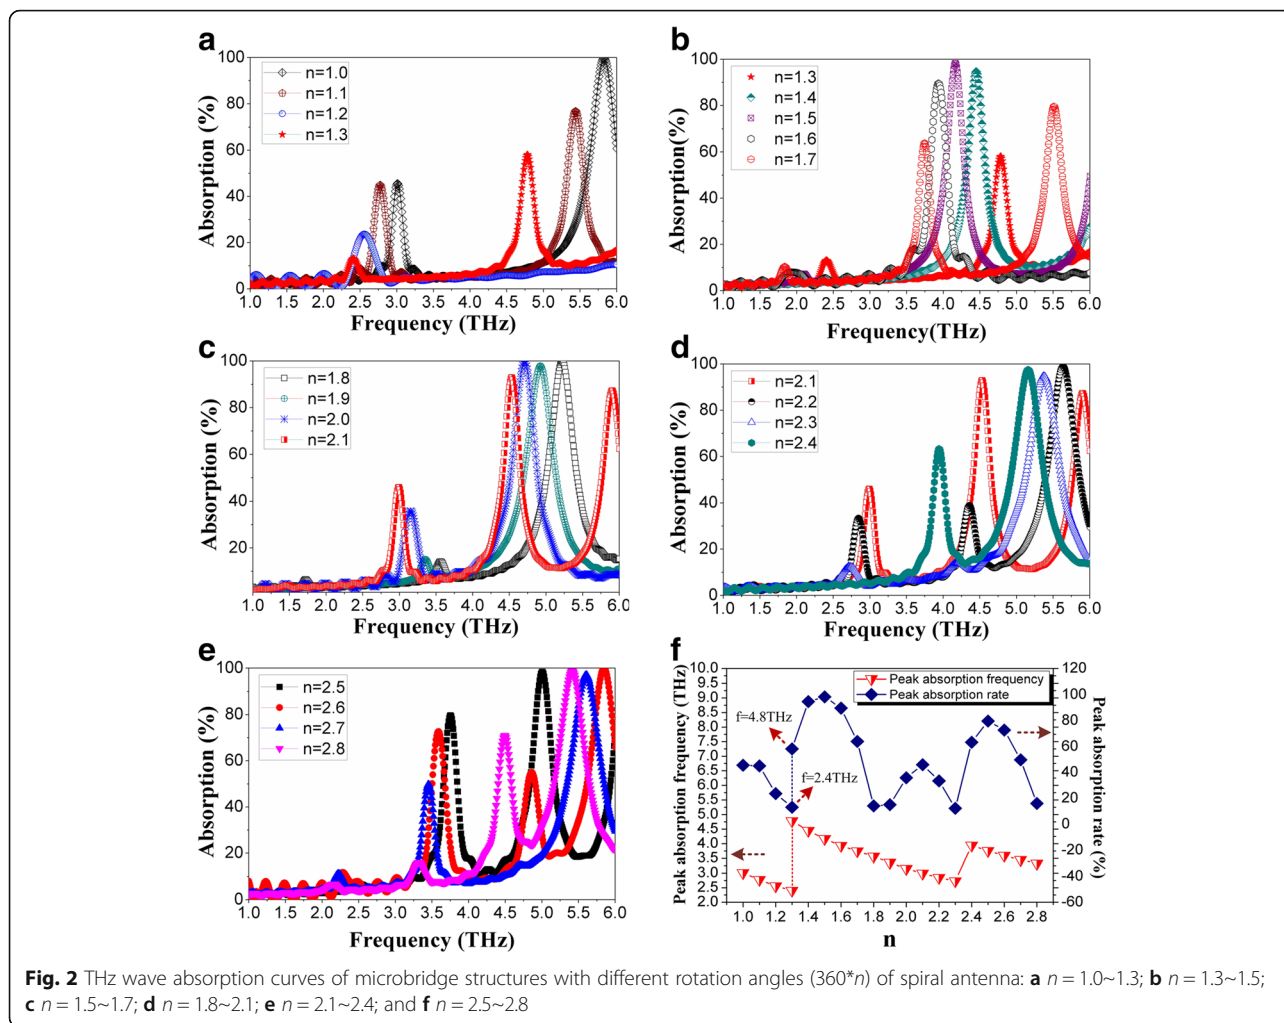 a
100
80
60
40
20
Absorption (%)
n=1.0
n=1.1
n=1.2
n=1.3
1.0 1.5 2.0 2.5 3.0 3.5 4.0 4.5 5.0 5.5 6.0
Frequency (THz)
b
100
80
60
40
20
0
Absorption(%)
n=1.3
n=1.4
n=1.5
n=1.6
n=1.7
1.0 1.5 2.0 2.5 3.0 3.5 4.0 4.5 5.0 5.5 6.0
Frequency(THz)
c
100
80
60
40
20
Absorption (%)
n=1.8
n=1.9
n=2.0
n=2.1
1.0 1.5 2.0 2.5 3.0 3.5 4.0 4.5 5.0 5.5 6.0
Frequency (THz)
d
100
80
60
40
20
0
Absorption (%)
n=2.1
n=2.2
n=2.3
n=2.4
1.0 1.5 2.0 2.5 3.0 3.5 4.0 4.5 5.0 5.5 6.0
Frequency (THz)
e
100
80
60
40
20
0
Absorption (%)
n=2.5
n=2.6
n=2.7
n=2.8
1.0 1.5 2.0 2.5 3.0 3.5 4.0 4.5 5.0 5.5 6.0
Frequency (THz)
f
10.0
9.5
9.0
8.5
8.0
7.5
7.0
6.5
6.0
5.5
5.0
4.5
4.0
3.5
3.0
2.5
2.0
Peak absorption frequency (THz)
Peak absorption frequency
Peak absorption rate
f=4.8THz
f=2.4THz
120
100
80
60
40
20
0
-20
-40
-60
Peak absorption rate (%)
1.0 1.2 1.4 1.6 1.8 2.0 2.2 2.4 2.6 2.8
n
Fig. 2 THz wave absorption curves of microbridge structures with different rotation angles (360*n) of spiral antenna: a n = 1.0~1.3; b n = 1.3~1.5;
c n = 1.5~1.7; d n = 1.8~2.1; e n = 2.1~2.4; and f n = 2.5~2.8